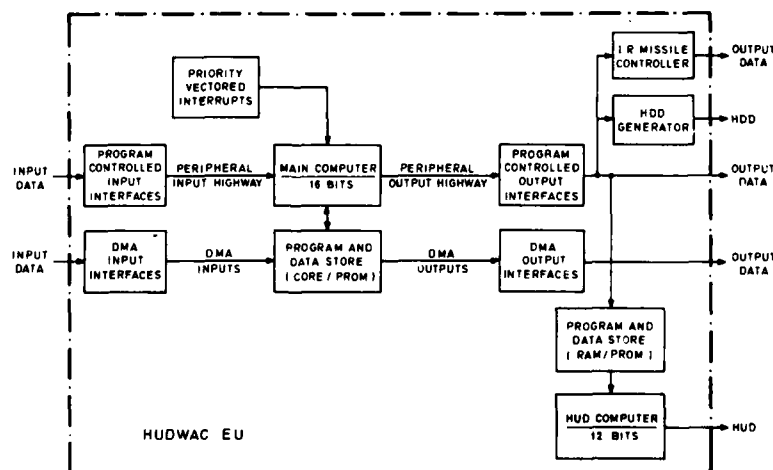 I R MISSILE
CONTROLLER
OUTPUT
DATA
PRIORITY
VECTORED
INTERRUPTS
HDD
GENERATOR
HDD
INPUT
DATA
PROGRAM
CONTROLLED
INPUT
INTERFACES
PERIPHERAL
INPUT HIGHWAY
MAIN COMPUTER
16 BITS
PERIPHERAL
OUTPUT HIGHWAY
PROGRAM
CONTROLLED
OUTPUT
INTERFACES
OUTPUT
DATA
INPUT
DATA
DMA
INPUT
INTERFACES
DMA
INPUTS
PROGRAM AND
DATA STORE
( CORE / PROM )
DMA
OUTPUTS
DMA
OUTPUT
INTERFACES
OUTPUT
DATA
PROGRAM AND
DATA STORE
( RAM/PROM )
HUD COMPUTER
12 BITS
HUD
HUDWAC EU